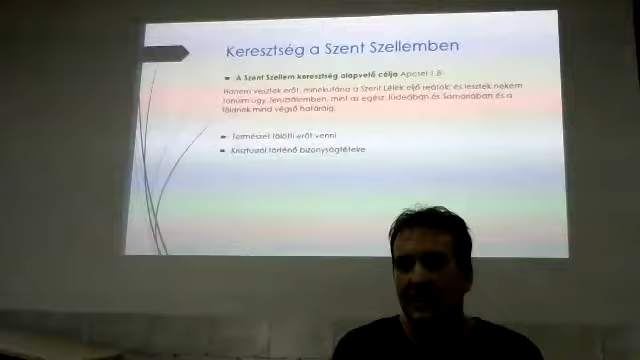 Keresztség a Szent Szellemben
A Szent Szellem keresztség alapvető célja Apcsel 1,8
Hanem vesztek erőt, minekutána a Szent Lélek eljő reátok: és lesztek nékem
tanúim úgy Jeruzsálemben, mint az egész Júdeában és Samariában és a
földnek mind végső határáig.
Természet fölötti erőt venni
Krisztusról történő bizonyságtételre